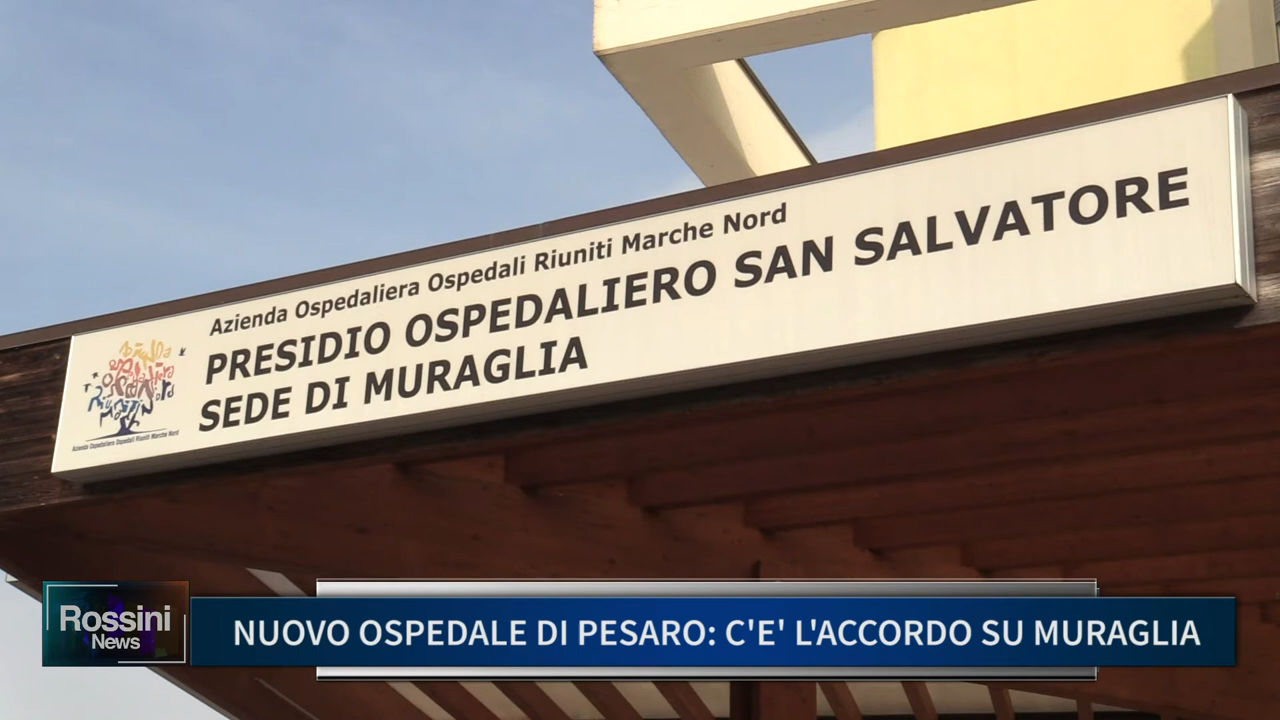 Azienda Ospedaliera Ospedali Riuniti Marche Nord
PRESIDIO OSPEDALIERO SAN SALVATORE
SEDE DI MURAGLIA
Azienda Ospedaliera Ospedali Riuniti Marche Nord
Rossini
News
NUOVO OSPEDALE DI PESARO: C'E' L'ACCORDO SU MURAGLIA